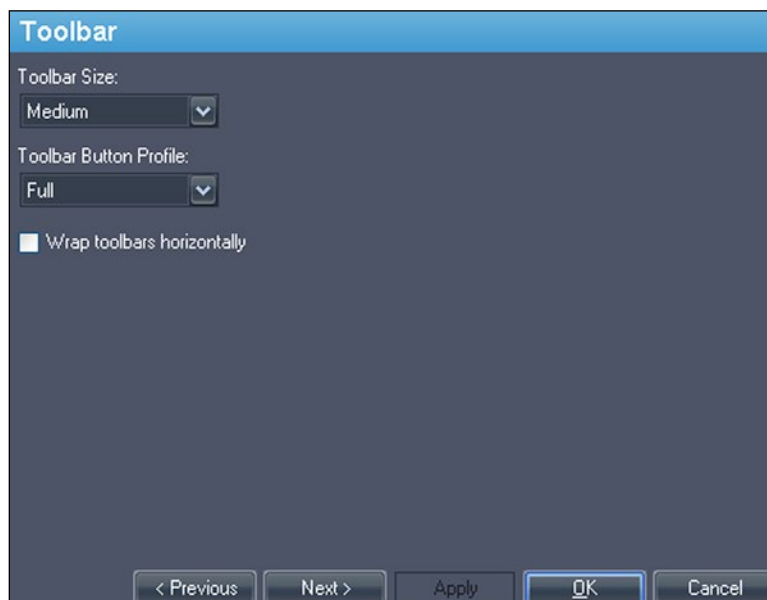 Toolbar
Toolbar Size:
Medium
Toolbar Button Profile:
Full
Wrap toolbars horizontally
< Previous Next > Apply OK Cancel